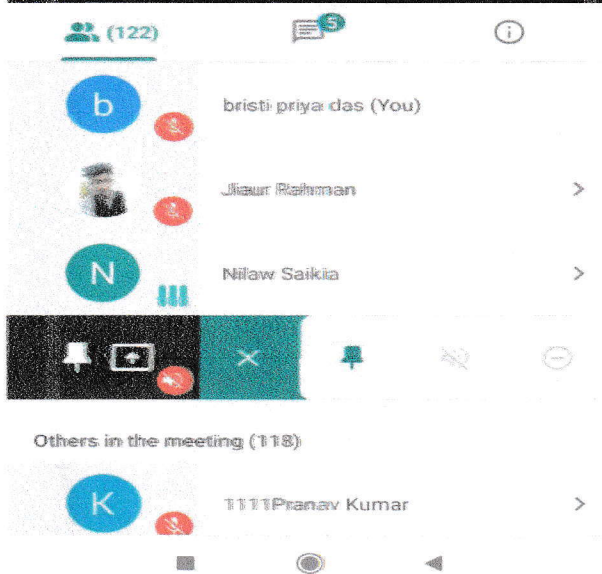 (122)
5
b
bristi priya das (You)
Jiaur Rahman
N
Nilaw Saikia
Others in the meeting (118)
K
1111Pranav Kumar